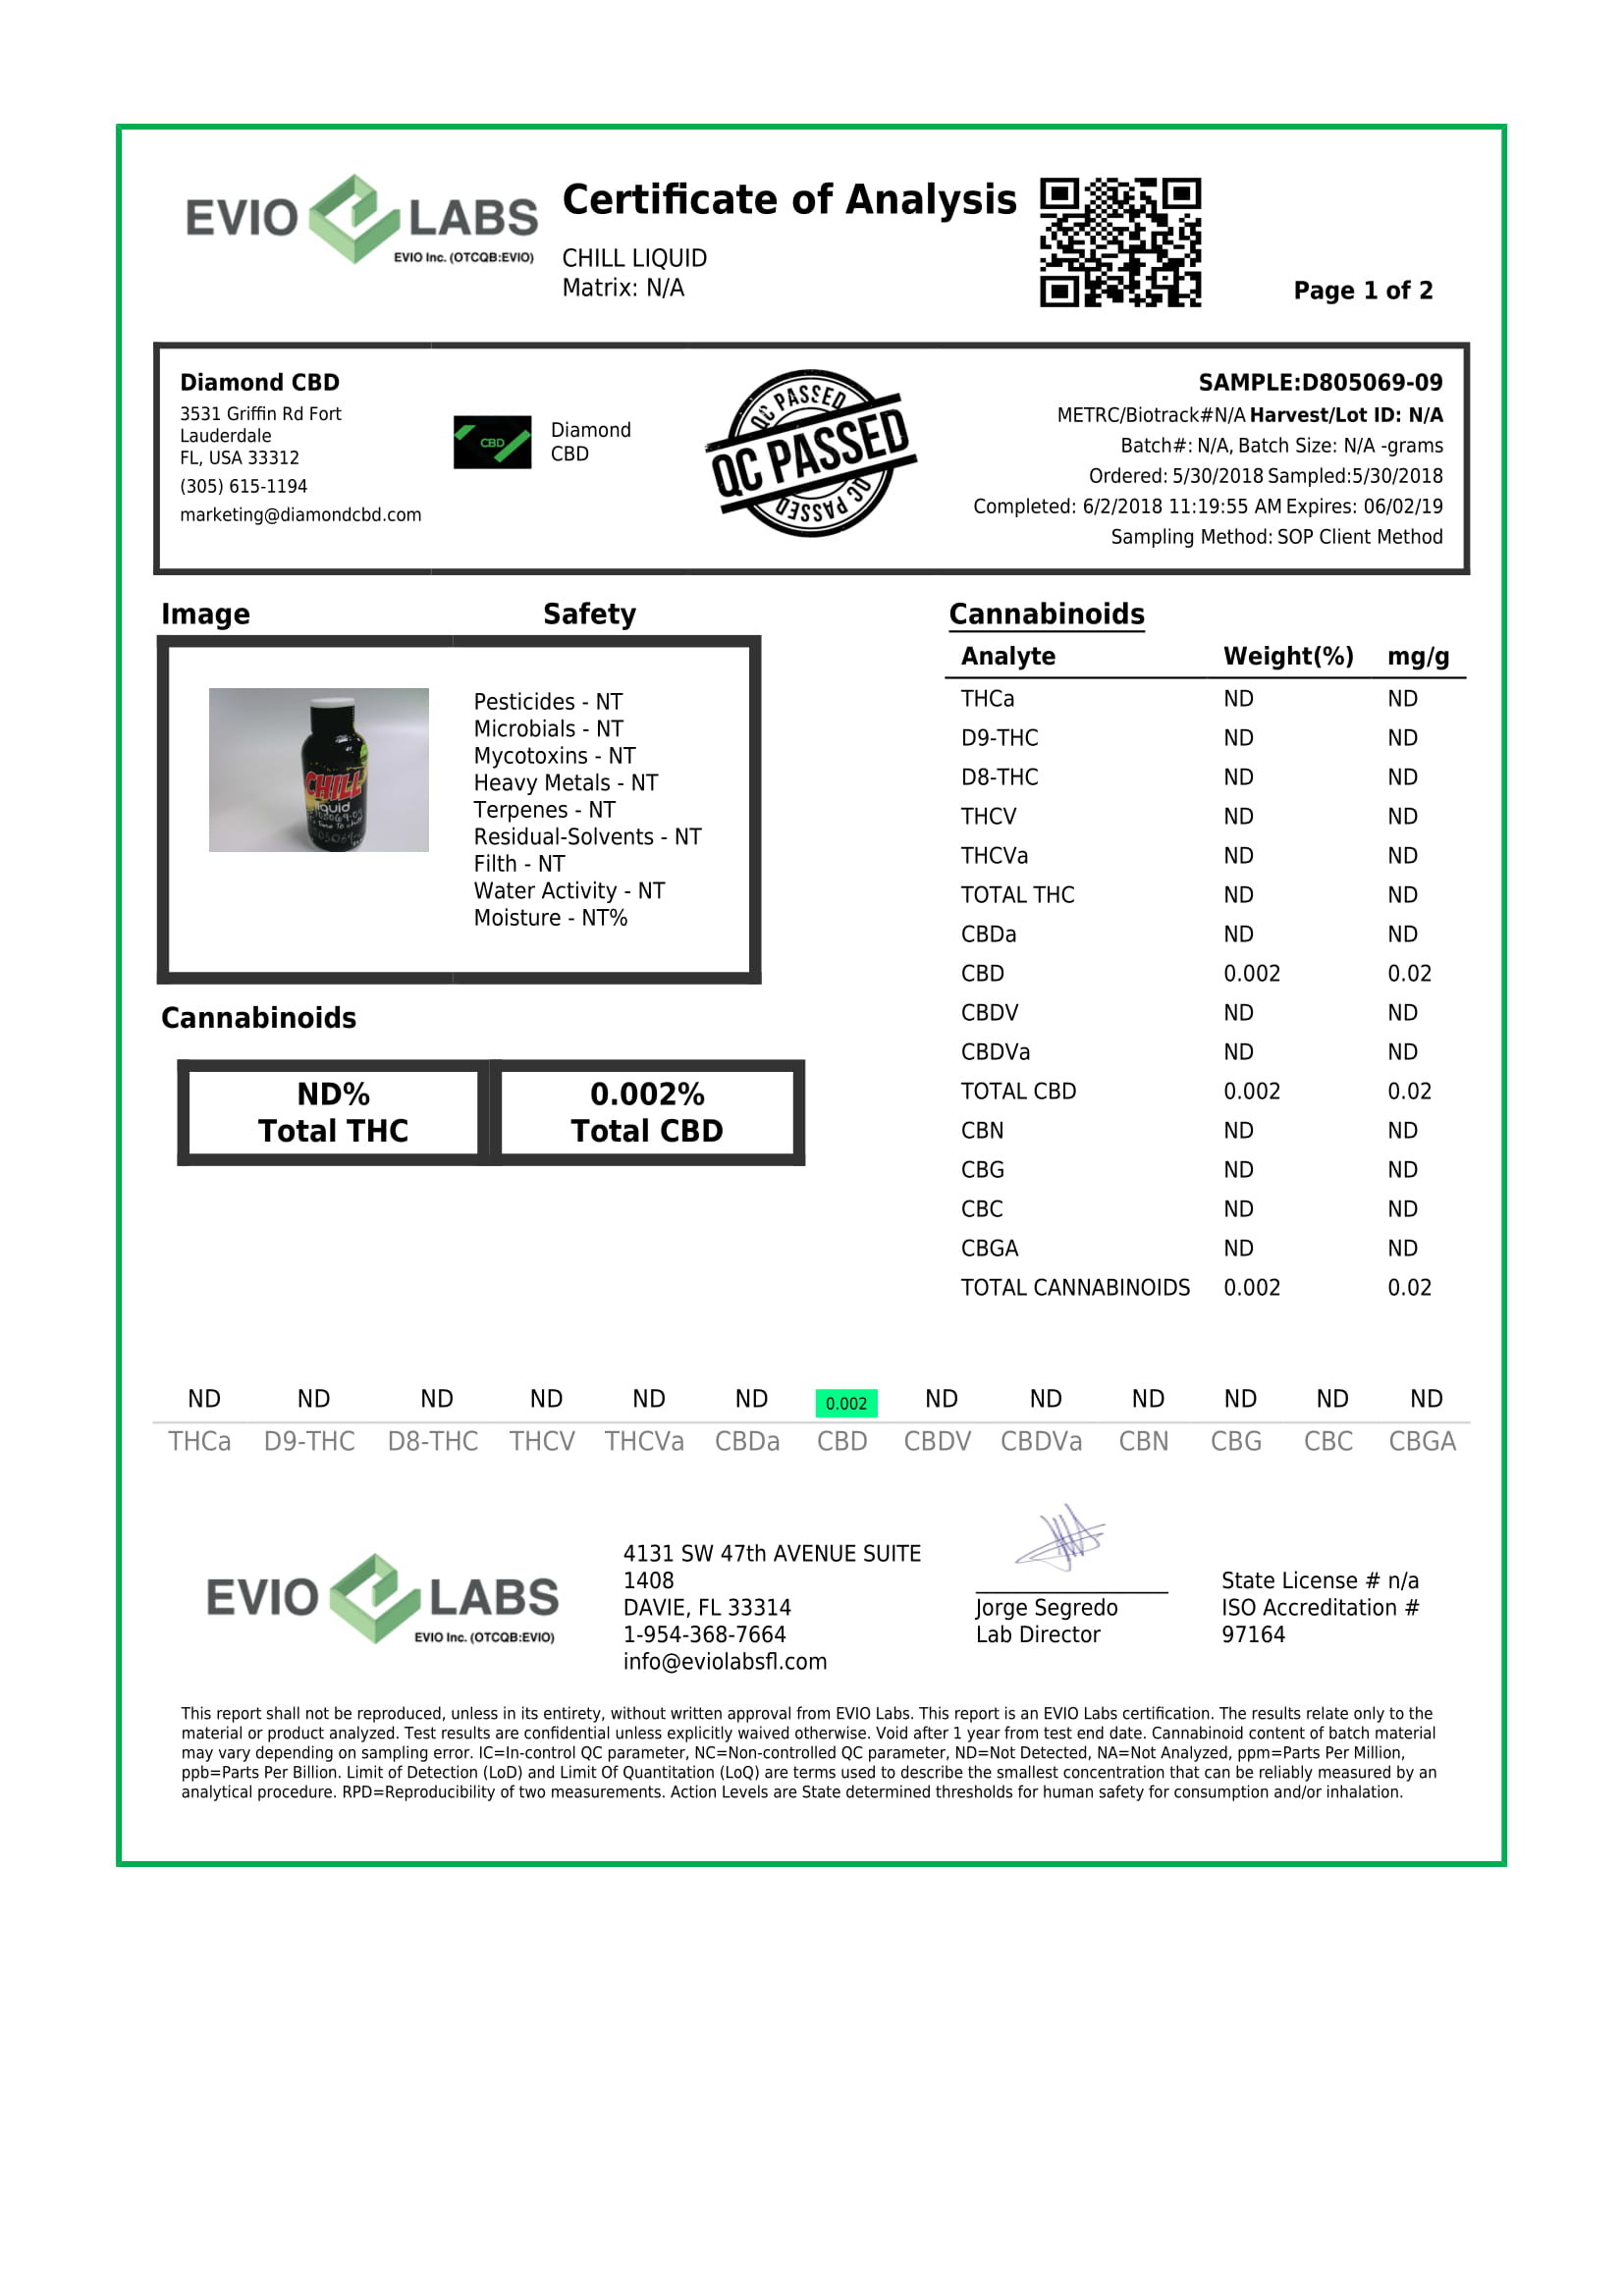 EVIO LABS
EVIO Inc. (OTCQB:EVIO)
Certificate of Analysis
CHILL LIQUID
Matrix: N/A
Page 1 of 2
Diamond CBD
3531 Griffin Rd Fort
Lauderdale
FL, USA 33312
(305) 615-1194
marketing@diamondcbd.com
CBD
Diamond
CBD
QC PASSED
QC PASSED
QC PASSED
SAMPLE:D805069-09
METRC/Biotrack#N/A Harvest/Lot ID: N/A
Batch#: N/A, Batch Size: N/A -grams
Ordered: 5/30/2018 Sampled:5/30/2018
Completed: 6/2/2018 11:19:55 AM Expires: 06/02/19
Sampling Method: SOP Client Method
Image Safety
CHILL
liquid
Pesticides - NT
Microbials - NT
Mycotoxins - NT
Heavy Metals - NT
Terpenes - NT
Residual-Solvents - NT
Filth - NT
Water Activity - NT
Moisture - NT%
Cannabinoids
ND% 0.002%
Total THC Total CBD
Cannabinoids
Analyte Weight(%) mg/g
THCa ND ND
D9-THC ND ND
D8-THC ND ND
THCV ND ND
THCVa ND ND
TOTAL THC ND ND
CBDa ND ND
CBD 0.002 0.02
CBDV ND ND
CBDVa ND ND
TOTAL CBD 0.002 0.02
CBN ND ND
CBG ND ND
CBC ND ND
CBGA ND ND
TOTAL CANNABINOIDS 0.002 0.02
ND ND ND ND ND ND 0.002 ND ND ND ND ND ND
THCa D9-THC D8-THC THCV THCVa CBDa CBD CBDV CBDVa CBN CBG CBC CBGA
EVIO LABS
EVIO Inc. (OTCQB:EVIO)
4131 SW 47th AVENUE SUITE
1408
DAVIE, FL 33314
1-954-368-7664
info@eviolabsfl.com
Jorge Segredo
Lab Director
State License # n/a
ISO Accreditation #
97164
This report shall not be reproduced, unless in its entirety, without written approval from EVIO Labs. This report is an EVIO Labs certification. The results relate only to the
material or product analyzed. Test results are confidential unless explicitly waived otherwise. Void after 1 year from test end date. Cannabinoid content of batch material
may vary depending on sampling error. IC=In-control QC parameter, NC=Non-controlled QC parameter, ND=Not Detected, NA=Not Analyzed, ppm=Parts Per Million,
ppb=Parts Per Billion. Limit of Detection (LoD) and Limit Of Quantitation (LoQ) are terms used to describe the smallest concentration that can be reliably measured by an
analytical procedure. RPD=Reproducibility of two measurements. Action Levels are State determined thresholds for human safety for consumption and/or inhalation.